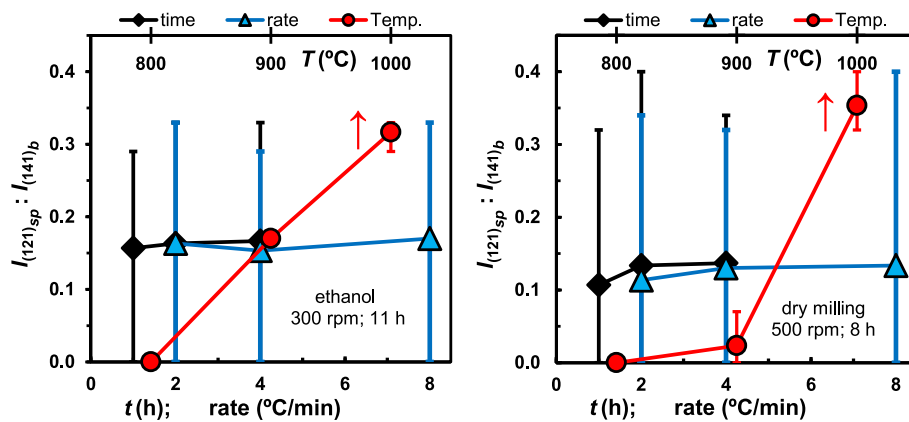 time rate Temp.
T (ºC)
800 900 1000
0.4
0.3
0.2
0.1
0.0
I(121)sp : I(141)b
ethanol
300 rpm; 11 h
0 2 4 6 8
t (h); rate (ºC/min)
time rate Temp.
T (ºC)
800 900 1000
0.4
0.3
0.2
0.1
0.0
I(121)sp : I(141)b
dry milling
500 rpm; 8 h
0 2 4 6 8
t (h); rate (ºC/min)